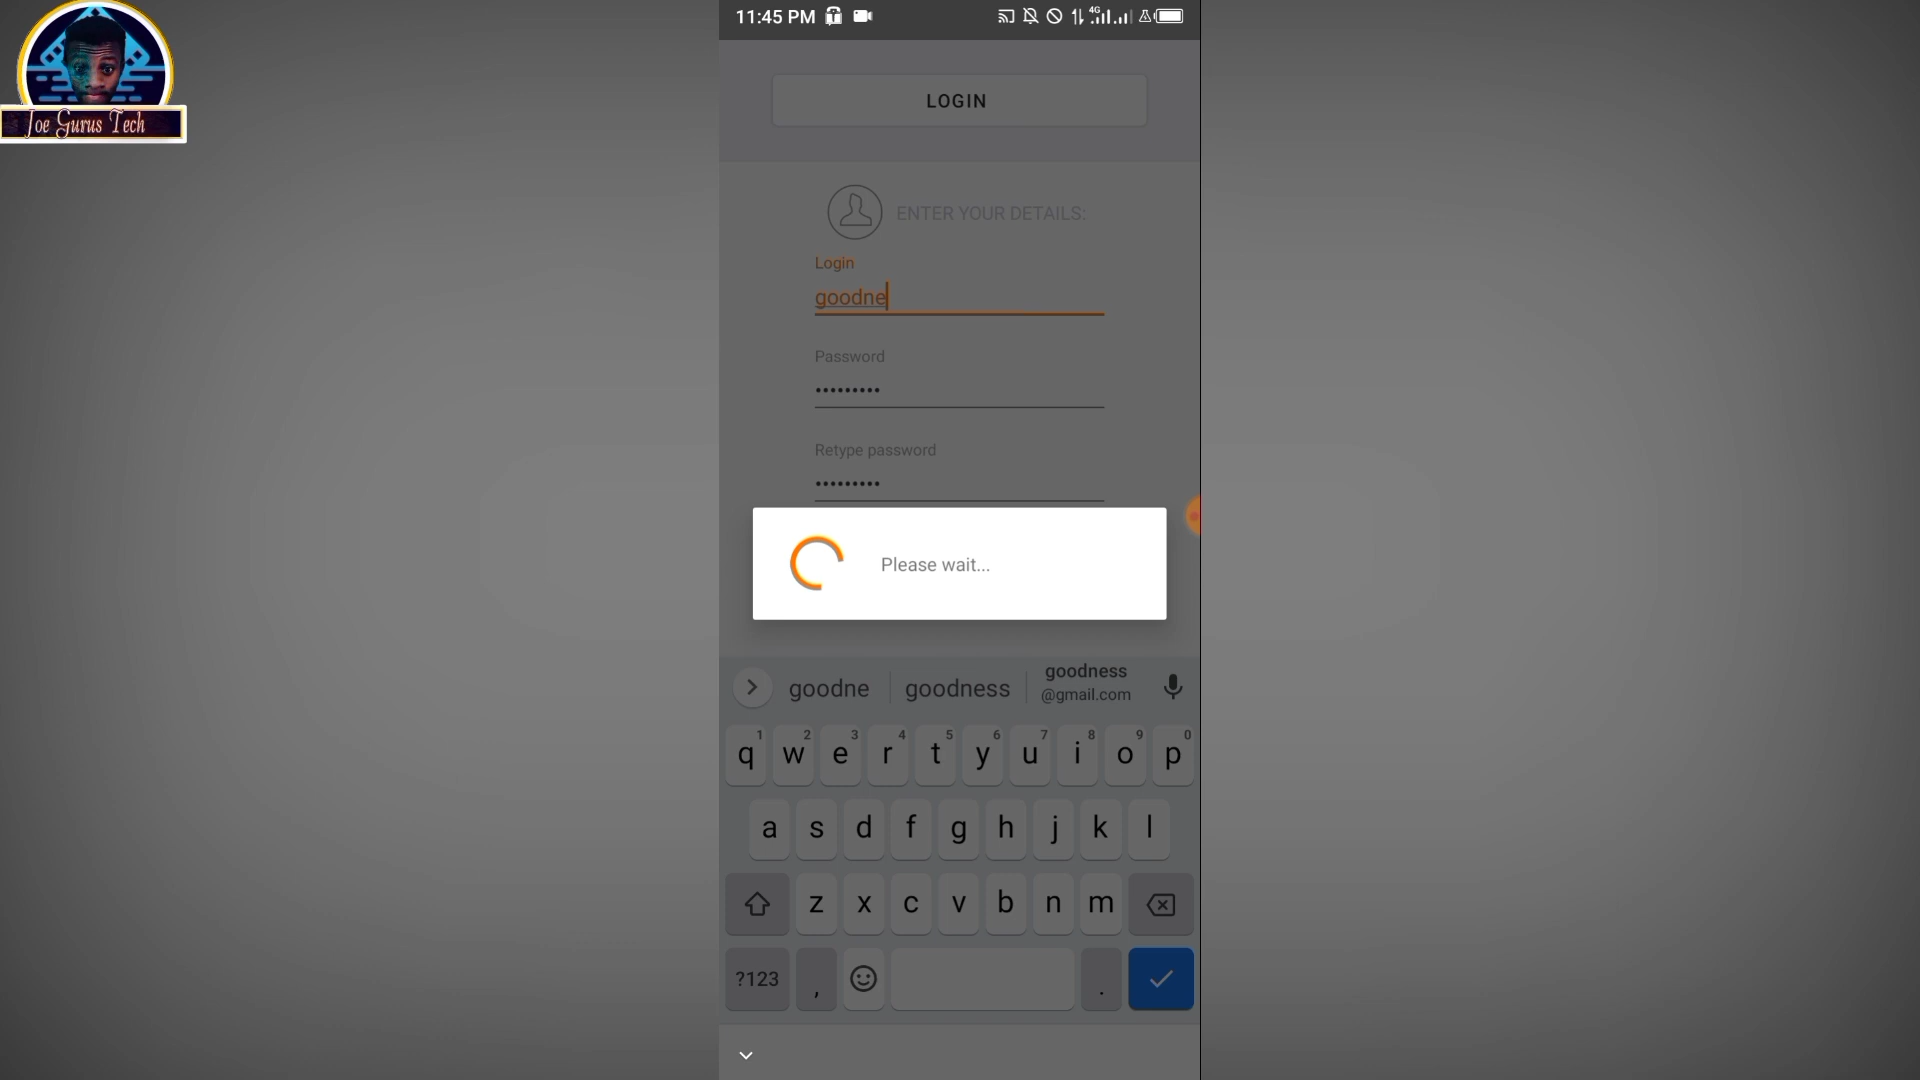 11:45 PM
4G
Joe Gurus Tech
LOGIN
ENTER YOUR DETAILS:
Login
goodne
Password
•••••••••
Retype password
•••••••••
Please wait...
goodne goodness goodness
@gmail.com
1 2 3 4 5 6 7 8 9 0
q w e r t y u i o p
a s d f g h j k l
z x c v b n m
?123 , .